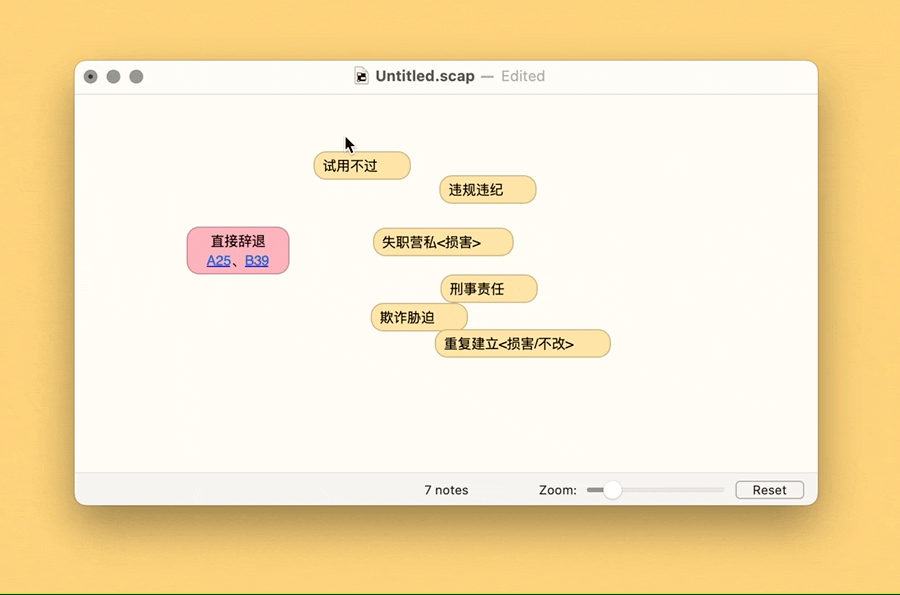 Untitled.scap — Edited
试用不过
违规违纪
直接辞退
A25、B39
失职营私<损害>
刑事责任
欺诈胁迫
重复建立<损害/不改>
7 notes
Zoom:
Reset